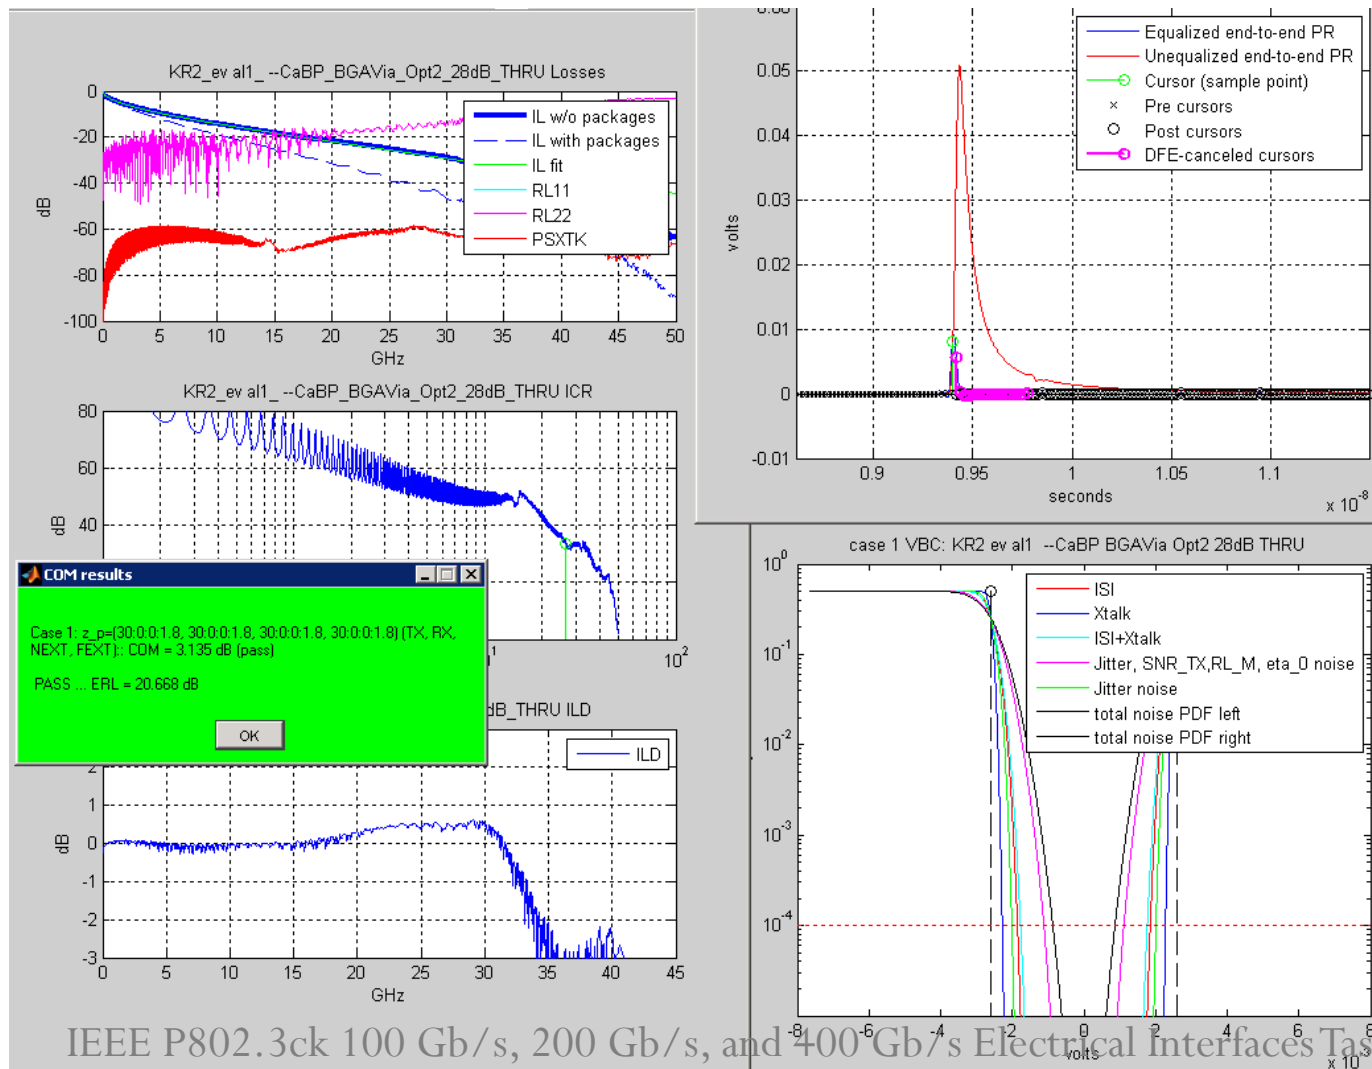 KR2_ev al1_ --CaBP_BGAVia_Opt2_28dB_THRU Losses
0
-20
-40
-60
-80
-100
dB
IL w/o packages
IL with packages
IL fit
RL11
RL22
PSXTK
0 5 10 15 20 25 30 35 40 45 50
GHz
KR2_ev al1_ --CaBP_BGAVia_Opt2_28dB_THRU ICR
80
60
40
dB
10^2
COM results
Case 1: z_p=(30:0:0:1.8, 30:0:0:1.8, 30:0:0:1.8, 30:0:0:1.8) (TX, RX,
NEXT, FEXT):: COM = 3.135 dB (pass)
PASS ... ERL = 20.668 dB
OK
dB_THRU ILD
ILD
2
1
0
-1
-2
-3
dB
0 5 10 15 20 25 30 35 40 45
GHz
0.05
0.04
0.03
0.02
0.01
0
-0.01
volts
Equalized end-to-end PR
Unequalized end-to-end PR
Cursor (sample point)
Pre cursors
Post cursors
DFE-canceled cursors
0.9 0.95 1 1.05 1.1
seconds
x 10^-8
case 1 VBC: KR2 ev al1 --CaBP BGAVia Opt2 28dB THRU
10^0
10^-1
10^-2
10^-3
10^-4
ISI
Xtalk
ISI+Xtalk
Jitter, SNR_TX,RL_M, eta_0 noise
Jitter noise
total noise PDF left
total noise PDF right
-8 -6 -4 -2 0 2 4 6
volts
IEEE P802.3ck 100 Gb/s, 200 Gb/s, and 400 Gb/s Electrical Interfaces Tas